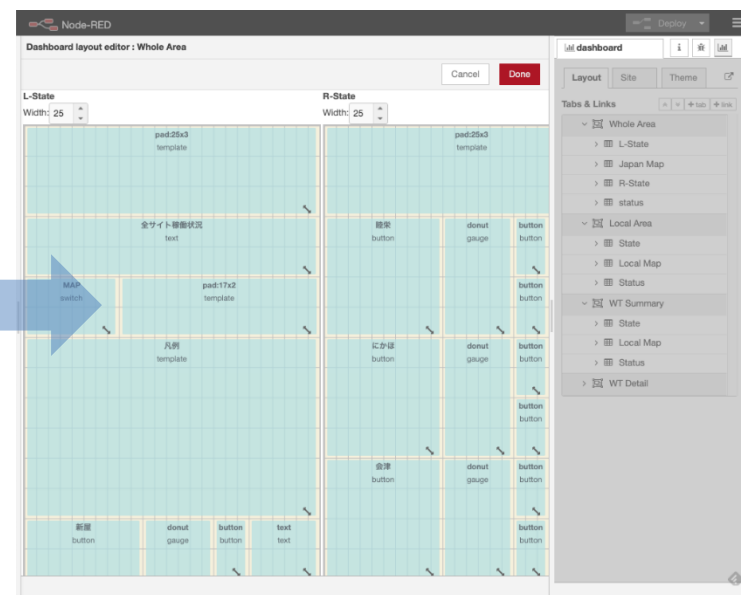 Node-RED
Deploy
Dashboard layout editor : Whole Area
Cancel
Done
L-State
Width: 25
pad:25x3
template
全サイト稼働状況
text
MAP
switch
pad:17x2
template
凡例
template
新屋
button
donut
gauge
button
button
text
text
R-State
Width: 25
pad:25x3
template
陸栄
button
donut
gauge
button
button
button
button
にかほ
button
donut
gauge
button
button
button
button
会津
button
donut
gauge
button
button
button
button
dashboard
i
Layout
Site
Theme
Tabs & Links
+ tab
+ link
Whole Area
L-State
Japan Map
R-State
status
Local Area
State
Local Map
Status
WT Summary
State
Local Map
Status
WT Detail